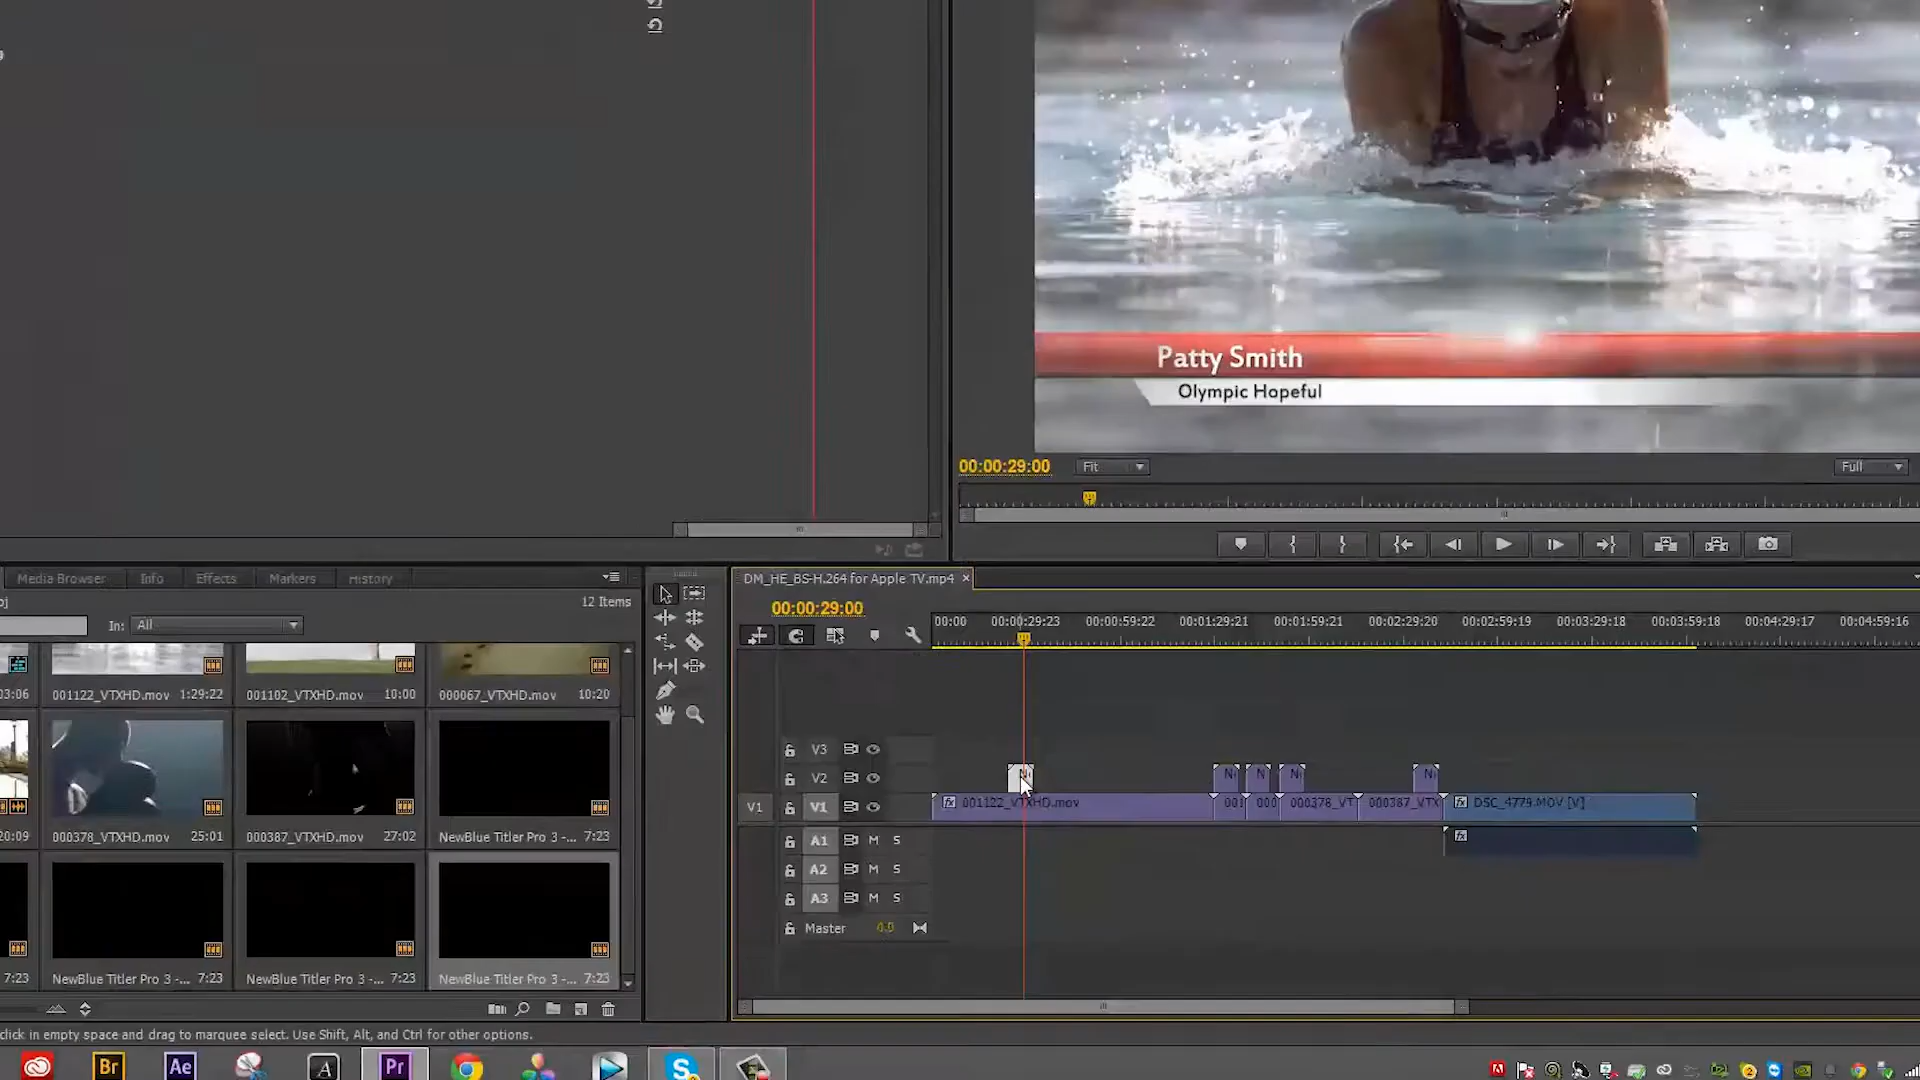 Patty Smith
Olympic Hopeful
00:00:29:00
Fit
Full
Media Browser
Info
Effects
Markers
History
12 Items
In:
All
03:06
001122_VTXHD.mov 1:29:22
001102_VTXHD.mov 10:00
000067_VTXHD.mov 10:20
20:09
000378_VTXHD.mov 25:01
000387_VTXHD.mov 27:02
NewBlue Titler Pro 3 -... 7:23
7:23
NewBlue Titler Pro 3 -... 7:23
NewBlue Titler Pro 3 -... 7:23
NewBlue Titler Pro 3 -... 7:23
click in empty space and drag to marquee select. Use Shift, Alt, and Ctrl for other options.
DM_HE_BS-H.264 for Apple TV.mp4
00:00:29:00
00:00 00:00:29:23 00:00:59:22 00:01:29:21 00:01:59:21 00:02:29:20 00:02:59:19 00:03:29:18 00:03:59:18 00:04:29:17 00:04:59:16
V3
V2
V1 V1
001122_VTXHD.mov
001
000
000378_VT
000387_VTX
DSC_4779.MOV [V]
A1 M S
A2 M S
A3 M S
Master 0.0
Br
Ae
A
Pr